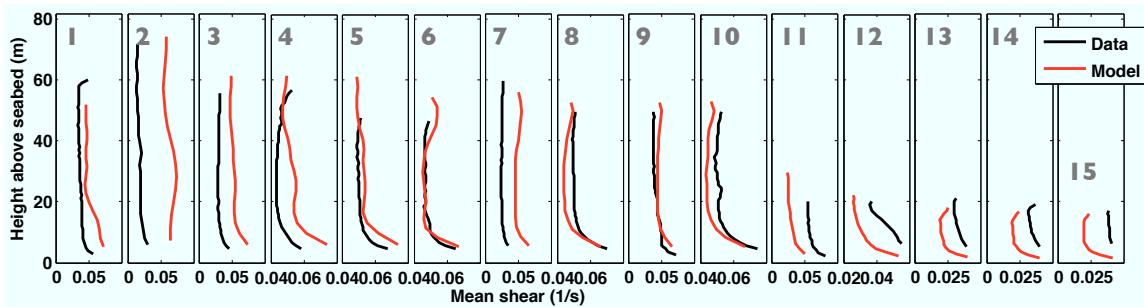 Height above seabed (m)
80
60
40
20
0
1 2 3 4 5 6 7 8 9 10 11 12 13 14 15
Data
Model
0 0.05 0 0.05 0 0.05 0.04 0.06 0.04 0.06 0.04 0.06 0 0.05 0.04 0.06 0 0.05 0.04 0.06 0 0.05 0.02 0.04 0 0.025 0 0.025 0 0.025
Mean shear (1/s)